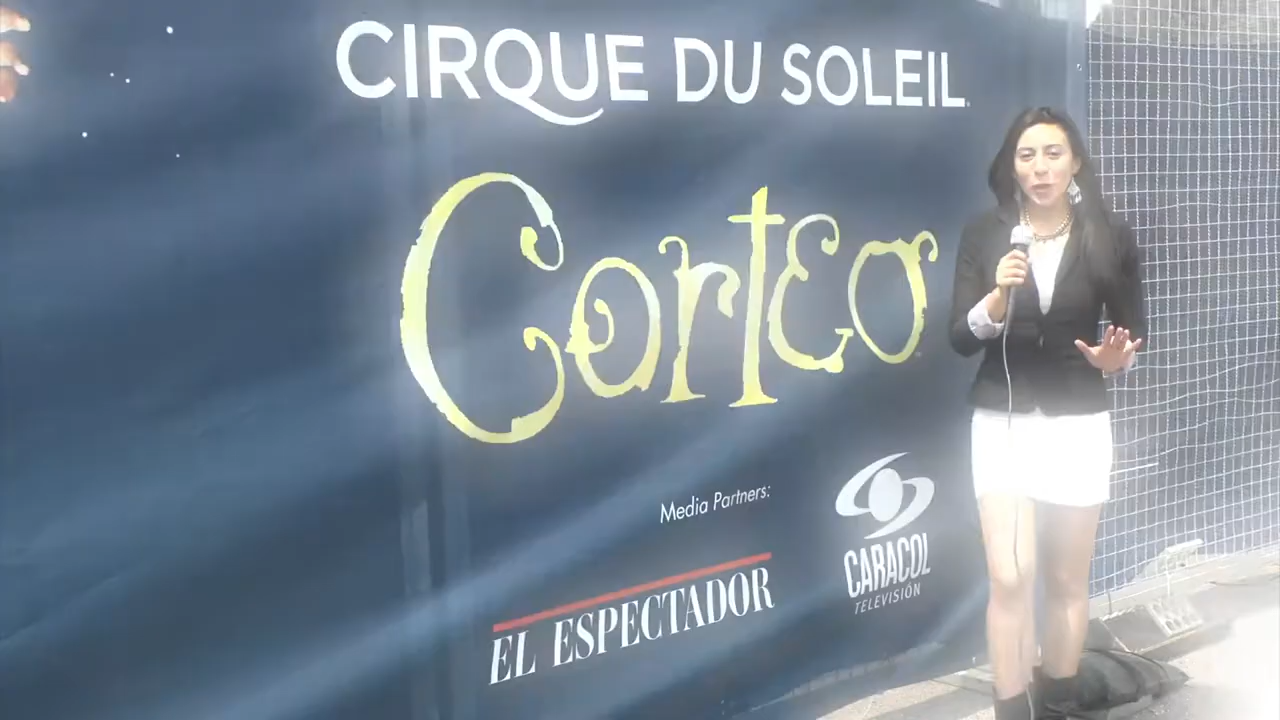 CIRQUE DU SOLEIL.
Corteo
Media Partners:
EL ESPECTADOR
CARACOL
TELEVISIÓN